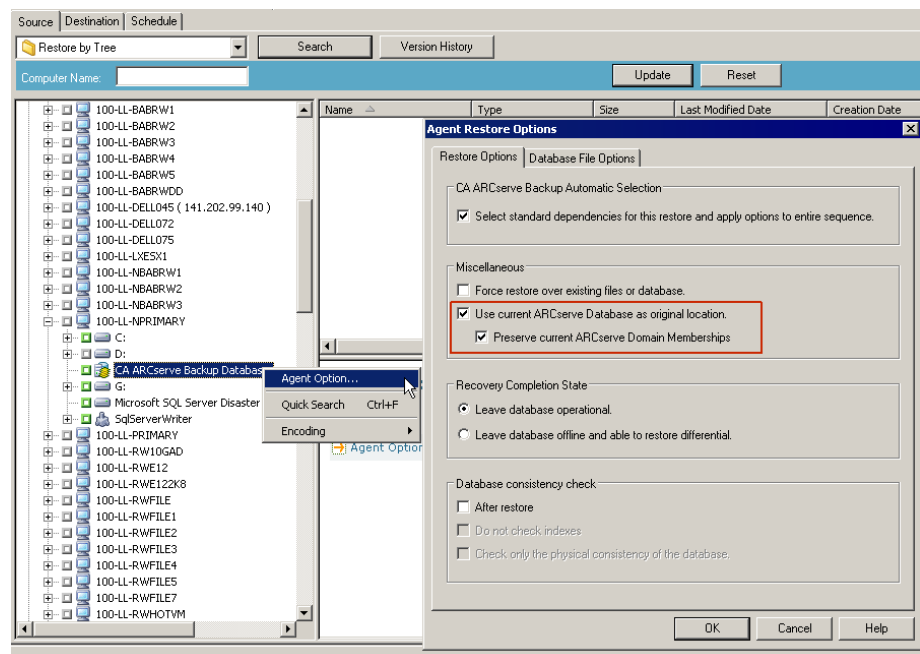 Source Destination Schedule
Restore by Tree Search Version History
Computer Name: Update Reset
Name Type Size Last Modified Date Creation Date
100-LL-BABRW1
100-LL-BABRW2
100-LL-BABRW3
100-LL-BABRW4
100-LL-BABRW5
100-LL-BABRWDD
100-LL-DELL045 ( 141.202.99.140 )
100-LL-DELL072
100-LL-DELL075
100-LL-LXESX1
100-LL-NBABRW1
100-LL-NBABRW2
100-LL-NBABRW3
100-LL-NPRIMARY
C:
D:
CA ARCserve Backup Databas
G:
Microsoft SQL Server Disaster
SqlServerWriter
100-LL-PRIMARY
100-LL-RW10GAD
100-LL-RWE12
100-LL-RWE122K8
100-LL-RWFILE
100-LL-RWFILE1
100-LL-RWFILE2
100-LL-RWFILE3
100-LL-RWFILE4
100-LL-RWFILE5
100-LL-RWFILE7
100-LL-RWHOTVM
Agent Option...
Quick Search Ctrl+F
Encoding
Agent Option
Agent Restore Options
Restore Options Database File Options
CA ARCserve Backup Automatic Selection
Select standard dependencies for this restore and apply options to entire sequence.
Miscellaneous
Force restore over existing files or database.
Use current ARCserve Database as original location.
Preserve current ARCserve Domain Memberships
Recovery Completion State
Leave database operational.
Leave database offline and able to restore differential.
Database consistency check
After restore
Do not check indexes
Check only the physical consistency of the database.
OK Cancel Help